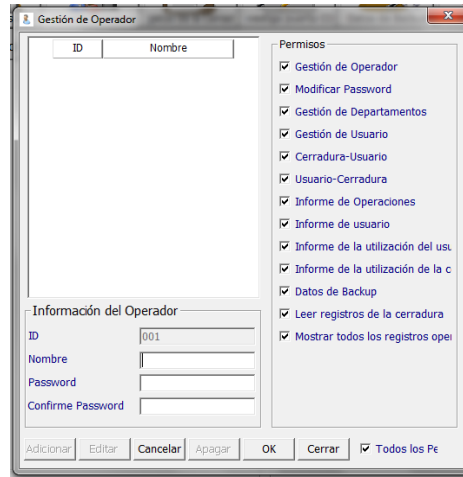 Gestión de Operador
ID Nombre
Permisos
Gestión de Operador
Modificar Password
Gestión de Departamentos
Gestión de Usuario
Cerradura-Usuario
Usuario-Cerradura
Informe de Operaciones
Informe de usuario
Informe de la utilización del usu
Informe de la utilización de la c
Datos de Backup
Leer registros de la cerradura
Mostrar todos los registros oper
Información del Operador
ID 001
Nombre
Password
Confirme Password
Adicionar Editar Cancelar Apagar OK Cerrar Todos los Pe